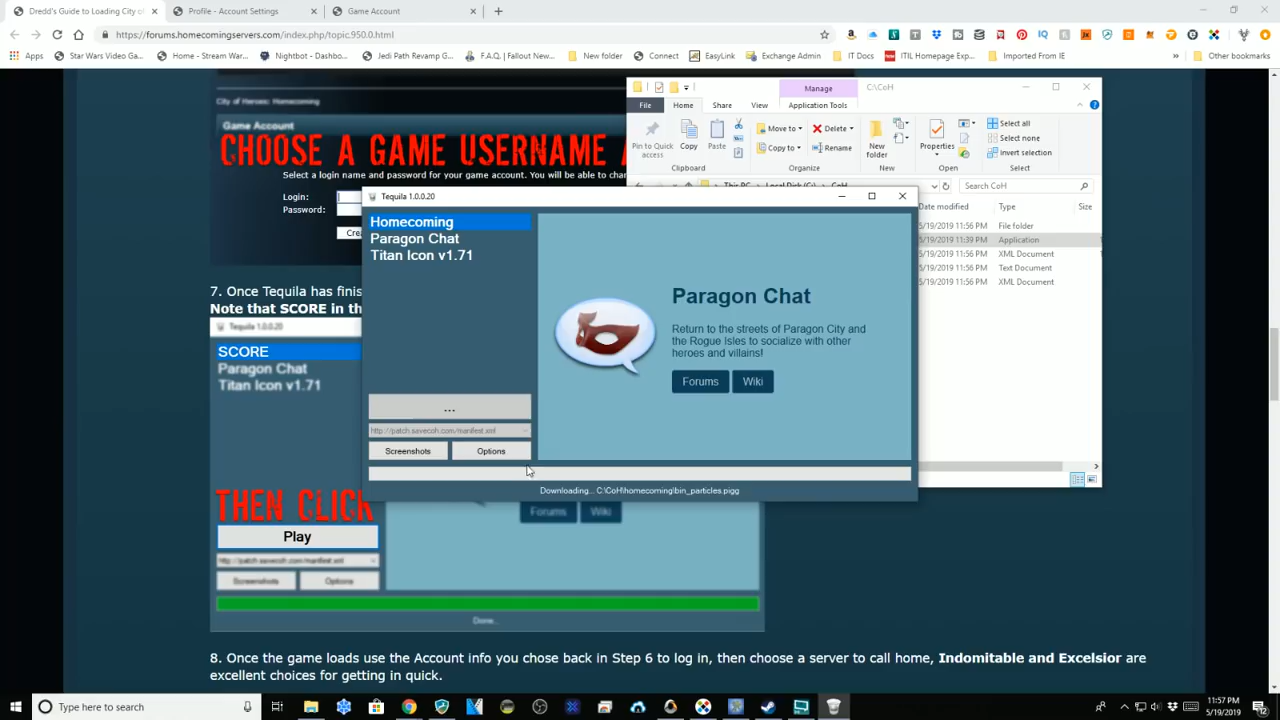 Dredd's Guide to Loading City o
Profile - Account Settings
Game Account
https://forums.homecomingservers.com/index.php/topic.950.0.html
Apps
Star Wars Video Ga...
Home - Stream War...
Nightbot - Dashbo...
Jedi Path Revamp G...
F.A.Q. | Fallout New...
New folder
Connect
EasyLink
Exchange Admin
IT Docs
ITIL Homepage Exp...
Imported From IE
Other bookmarks
City of Heroes: Homecoming
Game Account
CHOOSE A GAME USERNAME A
Select a login name and password for your game account. You will be able to char
Login:
Password:
Cre
7. Once Tequila has finis
Note that SCORE in th
Tequila 1.0.0.20
SCORE
Paragon Chat
Titan Icon v1.71
THEN CLICK
Play
http://patch.savecoh.com/manifest.xml
Screenshots
Options
Forums
Wiki
Done..
8. Once the game loads use the Account info you chose back in Step 6 to log in, then choose a server to call home, Indomitable and Excelsior are
excellent choices for getting in quick.
Manage
C:\CoH
File
Home
Share
View
Application Tools
Pin to Quick
access
Copy
Paste
Move to
Copy to
Delete
Rename
New
folder
Properties
Select all
Select none
Invert selection
Clipboard
Organize
New
Open
Select
This PC
Local Disk (C:)
CoH
Search CoH
Date modified
Type
Size
5/19/2019 11:56 PM
File folder
5/19/2019 11:39 PM
Application
5/19/2019 11:56 PM
XML Document
5/19/2019 11:56 PM
Text Document
5/19/2019 11:56 PM
XML Document
Tequila 1.0.0.20
Homecoming
Paragon Chat
Titan Icon v1.71
Paragon Chat
Return to the streets of Paragon City and
the Rogue Isles to socialize with other
heroes and villains!
Forums
Wiki
...
http://patch.savecoh.com/manifest.xml
Screenshots
Options
Downloading... C:\CoH\homecoming\bin_particles.pigg
Type here to search
11:57 PM
5/19/2019
12